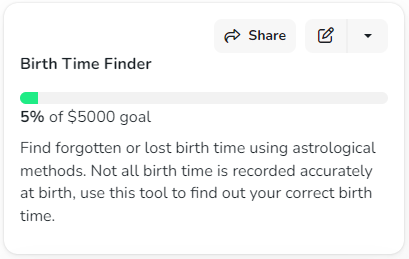 Share
Birth Time Finder
5% of $5000 goal
Find forgotten or lost birth time using astrological
methods. Not all birth time is recorded accurately
at birth, use this tool to find out your correct birth
time.